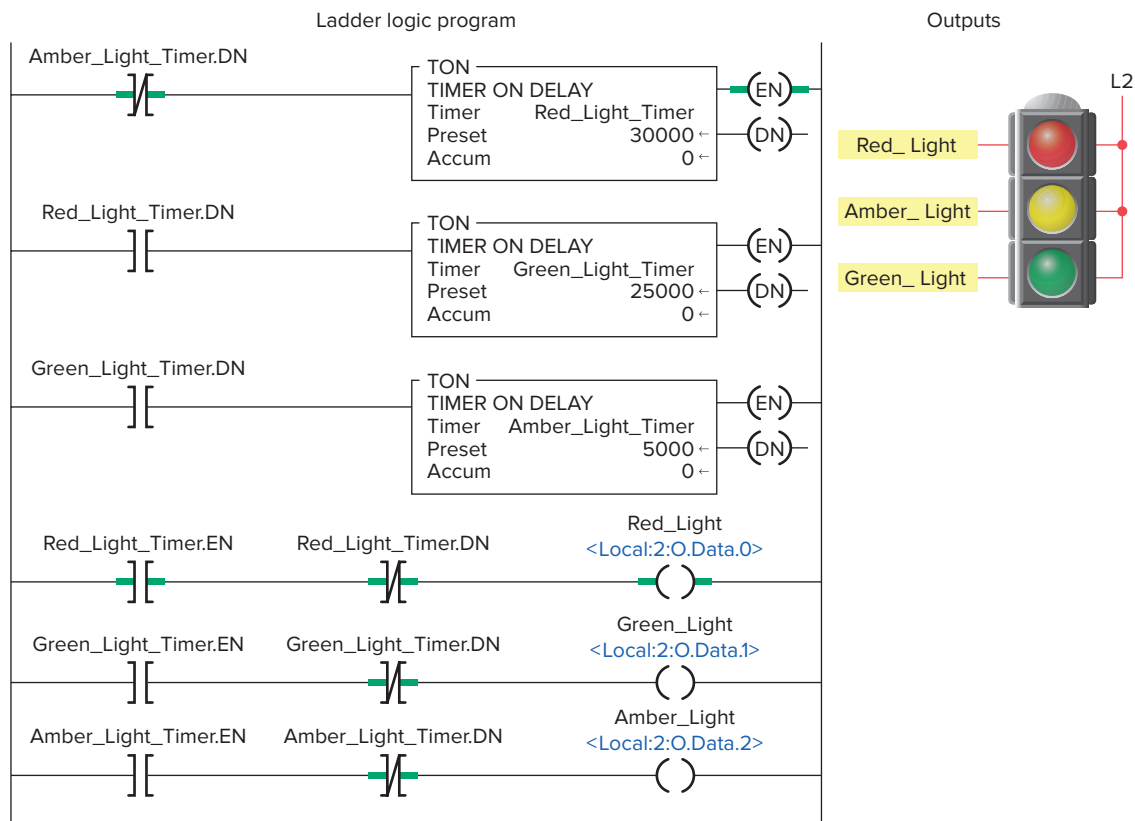 Ladder logic program
Outputs
Amber_Light_Timer.DN
TON
TIMER ON DELAY
Timer Red_Light_Timer
Preset 30000 ←
Accum 0 ←
EN
DN
Red_Light_Timer.DN
TON
TIMER ON DELAY
Timer Green_Light_Timer
Preset 25000 ←
Accum 0 ←
EN
DN
Green_Light_Timer.DN
TON
TIMER ON DELAY
Timer Amber_Light_Timer
Preset 5000 ←
Accum 0 ←
EN
DN
Red_Light_Timer.EN Red_Light_Timer.DN Red_Light
<Local:2:O.Data.0>
Green_Light_Timer.EN Green_Light_Timer.DN Green_Light
<Local:2:O.Data.1>
Amber_Light_Timer.EN Amber_Light_Timer.DN Amber_Light
<Local:2:O.Data.2>
L2
Red_ Light
Amber_ Light
Green_ Light